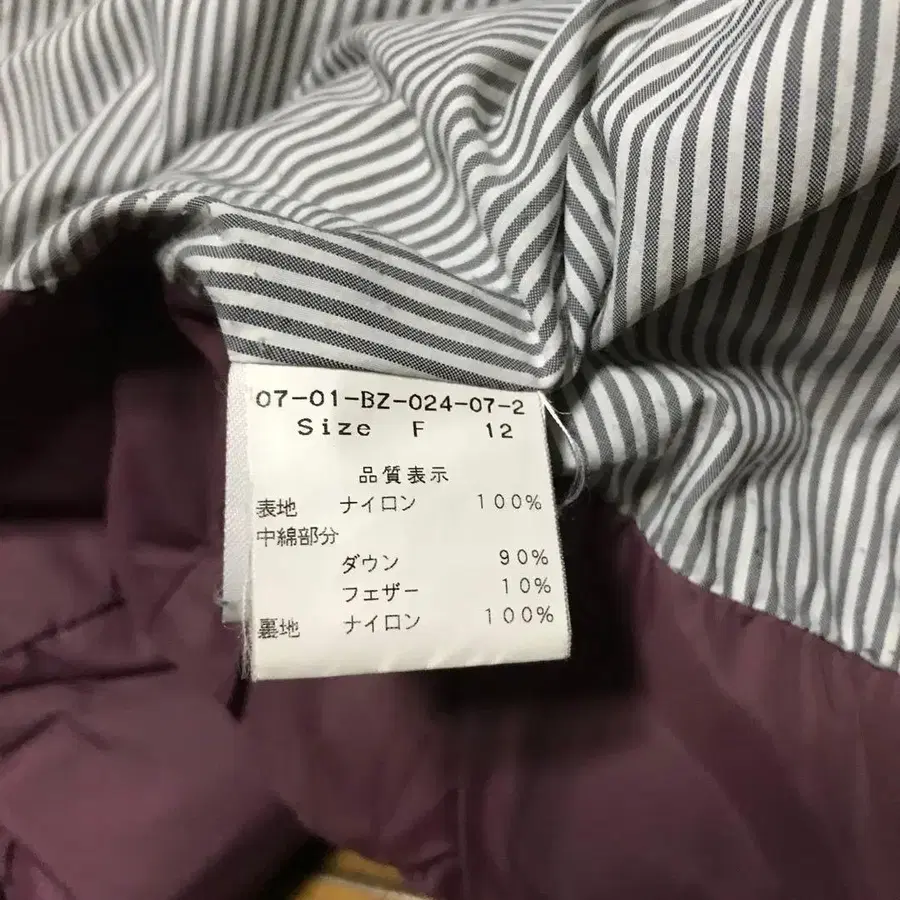 07-01-BZ-024-07-2
Size F 12
品質表示
表地 ナイロン 100%
中綿部分
ダウン 90%
フェザー 10%
裏地 ナイロン 100%